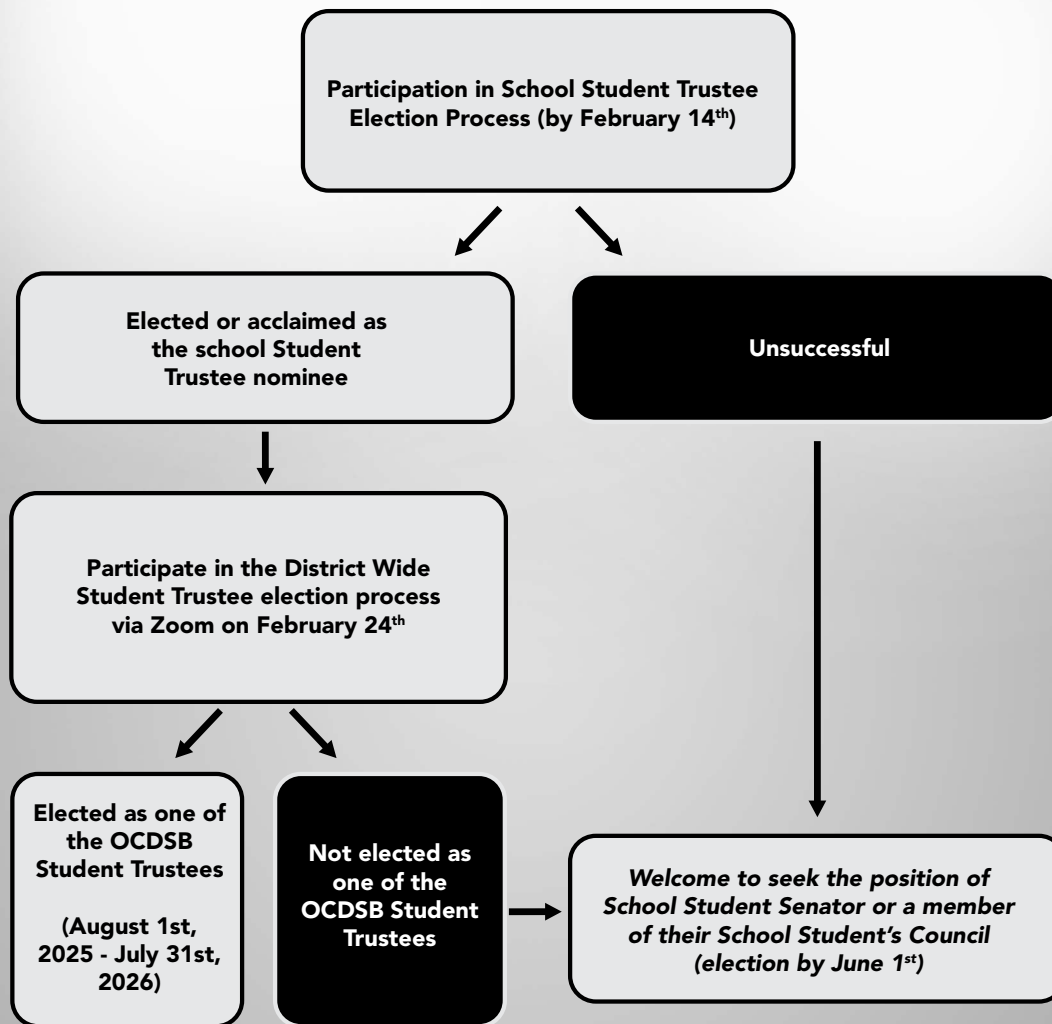 Participation in School Student Trustee
Election Process (by February 14th)
Elected or acclaimed as
the school Student
Trustee nominee
Unsuccessful
Participate in the District Wide
Student Trustee election process
via Zoom on February 24th
Elected as one of
the OCDSB
Student Trustees
(August 1st,
2025 - July 31st,
2026)
Not elected as
one of the
OCDSB Student
Trustees
Welcome to seek the position of
School Student Senator or a member
of their School Student’s Council
(election by June 1st)